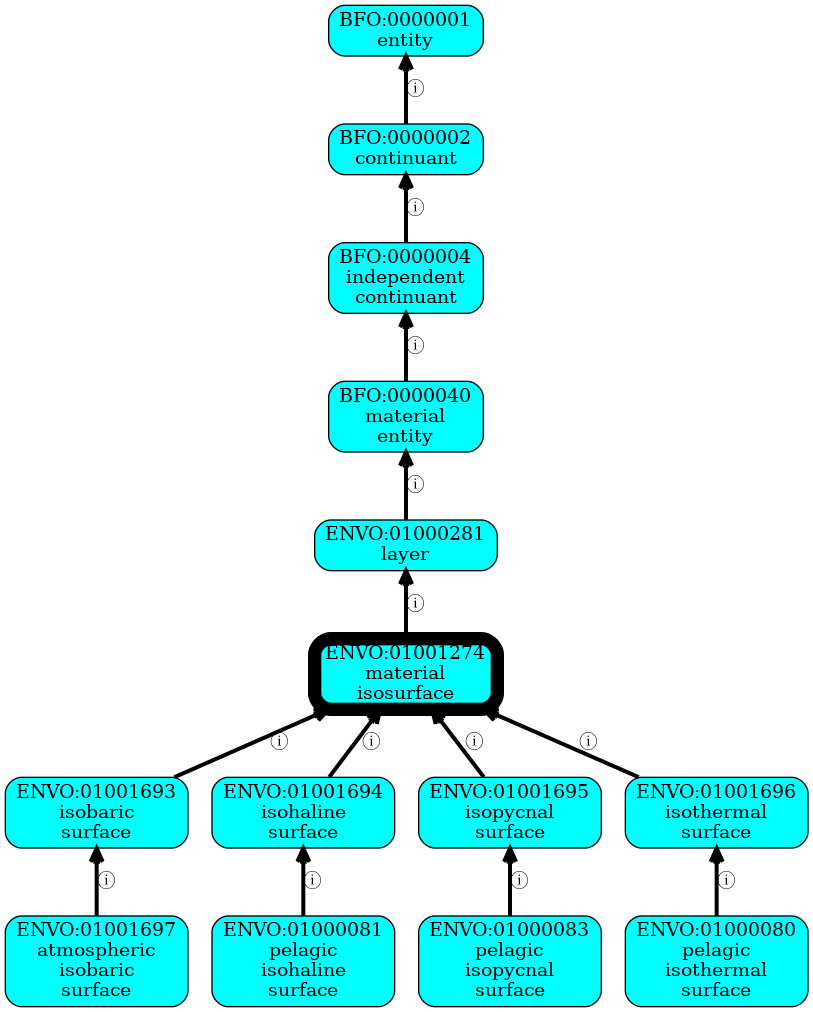 BFO:0000001
entity
ⓘ
BFO:0000002
continuant
ⓘ
BFO:0000004
independent
continuant
ⓘ
BFO:0000040
material
entity
ⓘ
ENVO:01000281
layer
ⓘ
ENVO:01001274
material
isosurface
ⓘ ⓘ ⓘ ⓘ
ENVO:01001693
isobaric
surface
ENVO:01001694
isohaline
surface
ENVO:01001695
isopycnal
surface
ENVO:01001696
isothermal
surface
ⓘ ⓘ ⓘ ⓘ
ENVO:01001697
atmospheric
isobaric
surface
ENVO:01000081
pelagic
isohaline
surface
ENVO:01000083
pelagic
isopycnal
surface
ENVO:01000080
pelagic
isothermal
surface